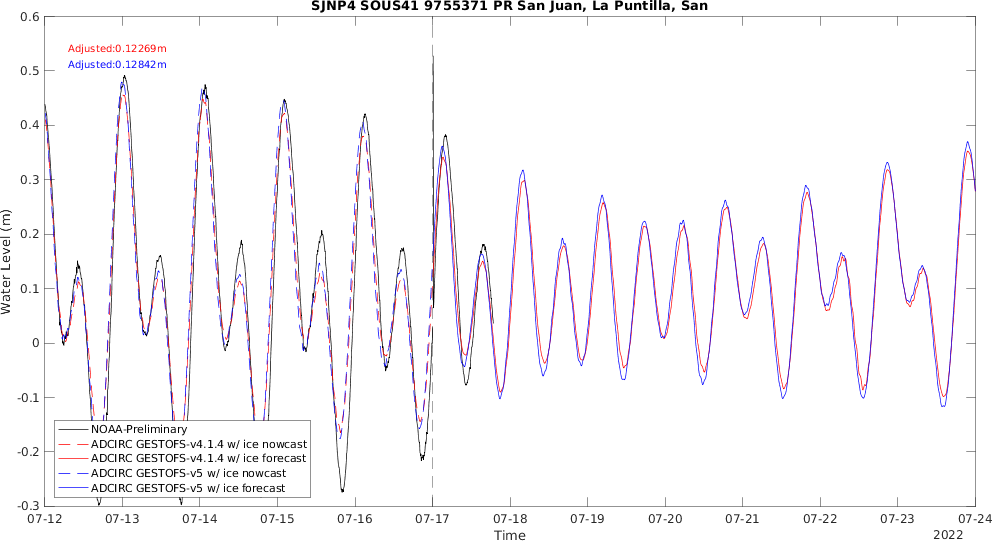 SJNP4 SOUS41 9755371 PR San Juan, La Puntilla, San
Adjusted:0.12269m
Adjusted:0.12842m
0.6
0.5
0.4
0.3
0.2
0.1
0
-0.1
-0.2
-0.3
Water Level (m)
NOAA-Preliminary
ADCIRC GESTOFS-v4.1.4 w/ ice nowcast
ADCIRC GESTOFS-v4.1.4 w/ ice forecast
ADCIRC GESTOFS-v5 w/ ice nowcast
ADCIRC GESTOFS-v5 w/ ice forecast
07-12 07-13 07-14 07-15 07-16 07-17 07-18 07-19 07-20 07-21 07-22 07-23 07-24
Time
2022